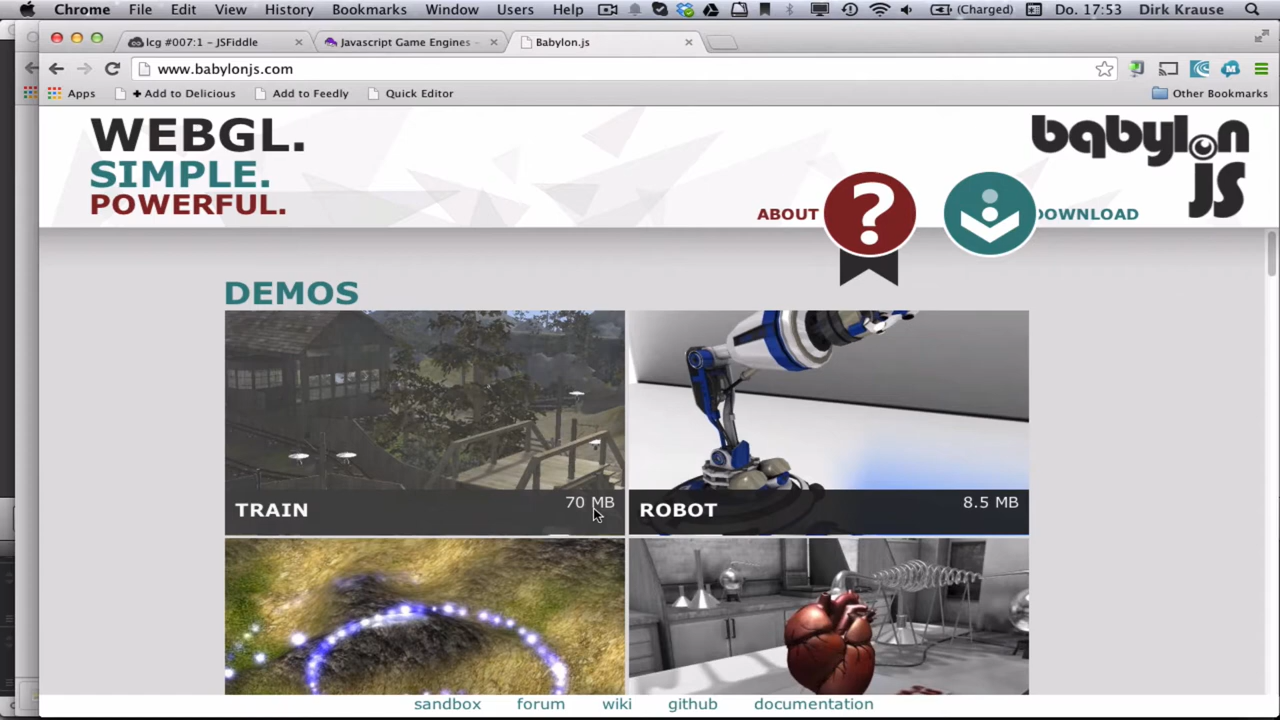 Chrome File Edit View History Bookmarks Window Users Help (Charged) Do. 17:53 Dirk Krause
lcg #007:1 – JSFiddle
Javascript Game Engines -
Babylon.js
www.babylonjs.com
Apps
+ Add to Delicious
Add to Feedly
Quick Editor
Other Bookmarks
WEBGL.
SIMPLE.
POWERFUL.
babylon
JS
ABOUT ?
DOWNLOAD
DEMOS
TRAIN 70 MB
ROBOT 8.5 MB
sandbox forum wiki github documentation